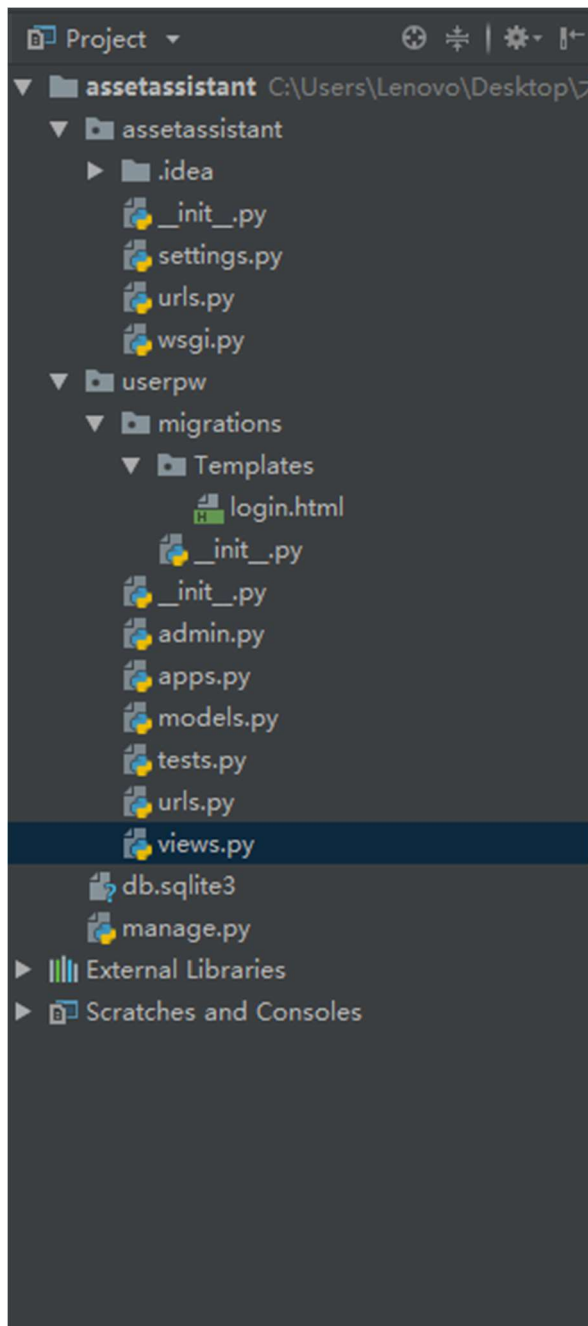 Project
assetassistant C:\Users\Lenovo\Desktop\
assetassistant
.idea
__init__.py
settings.py
urls.py
wsgi.py
userpw
migrations
Templates
login.html
__init__.py
__init__.py
admin.py
apps.py
models.py
tests.py
urls.py
views.py
db.sqlite3
manage.py
External Libraries
Scratches and Consoles